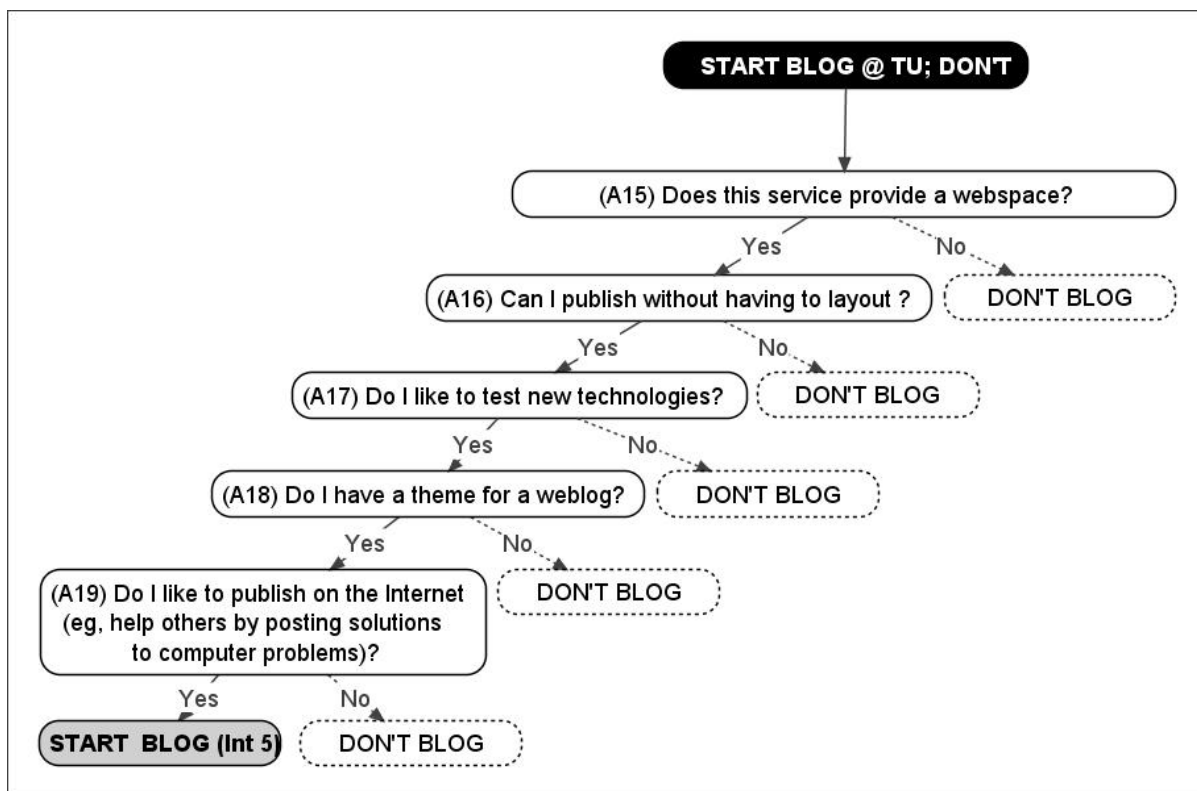 START BLOG @ TU; DON'T
(A15) Does this service provide a webspace?
Yes
No
(A16) Can I publish without having to layout ?
DON'T BLOG
Yes
No
(A17) Do I like to test new technologies?
DON'T BLOG
Yes
No
(A18) Do I have a theme for a weblog?
DON'T BLOG
Yes
No
(A19) Do I like to publish on the Internet
(eg, help others by posting solutions
to computer problems)?
DON'T BLOG
Yes
No
START BLOG (Int 5)
DON'T BLOG